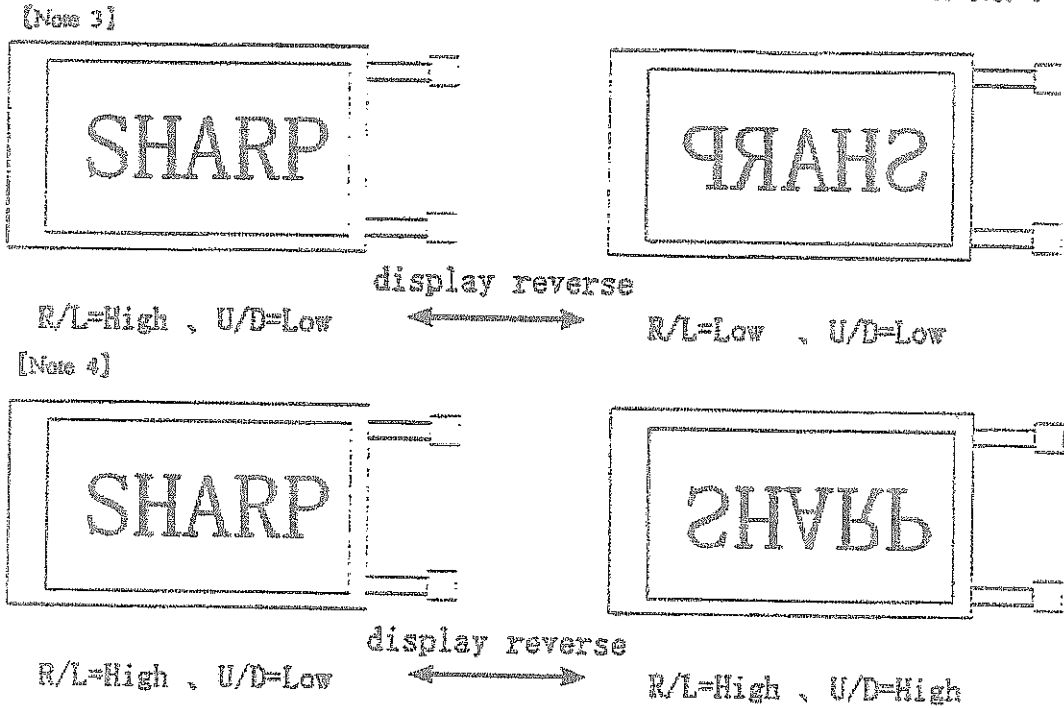 [Note 3]
SHARP
SHARP
display reverse
R/L=High 、 U/D=Low
R/L=Low 、 U/D=Low
[Note 4]
SHARP
SHARP
display reverse
R/L=High 、 U/D=Low
R/L=High 、 U/D=High